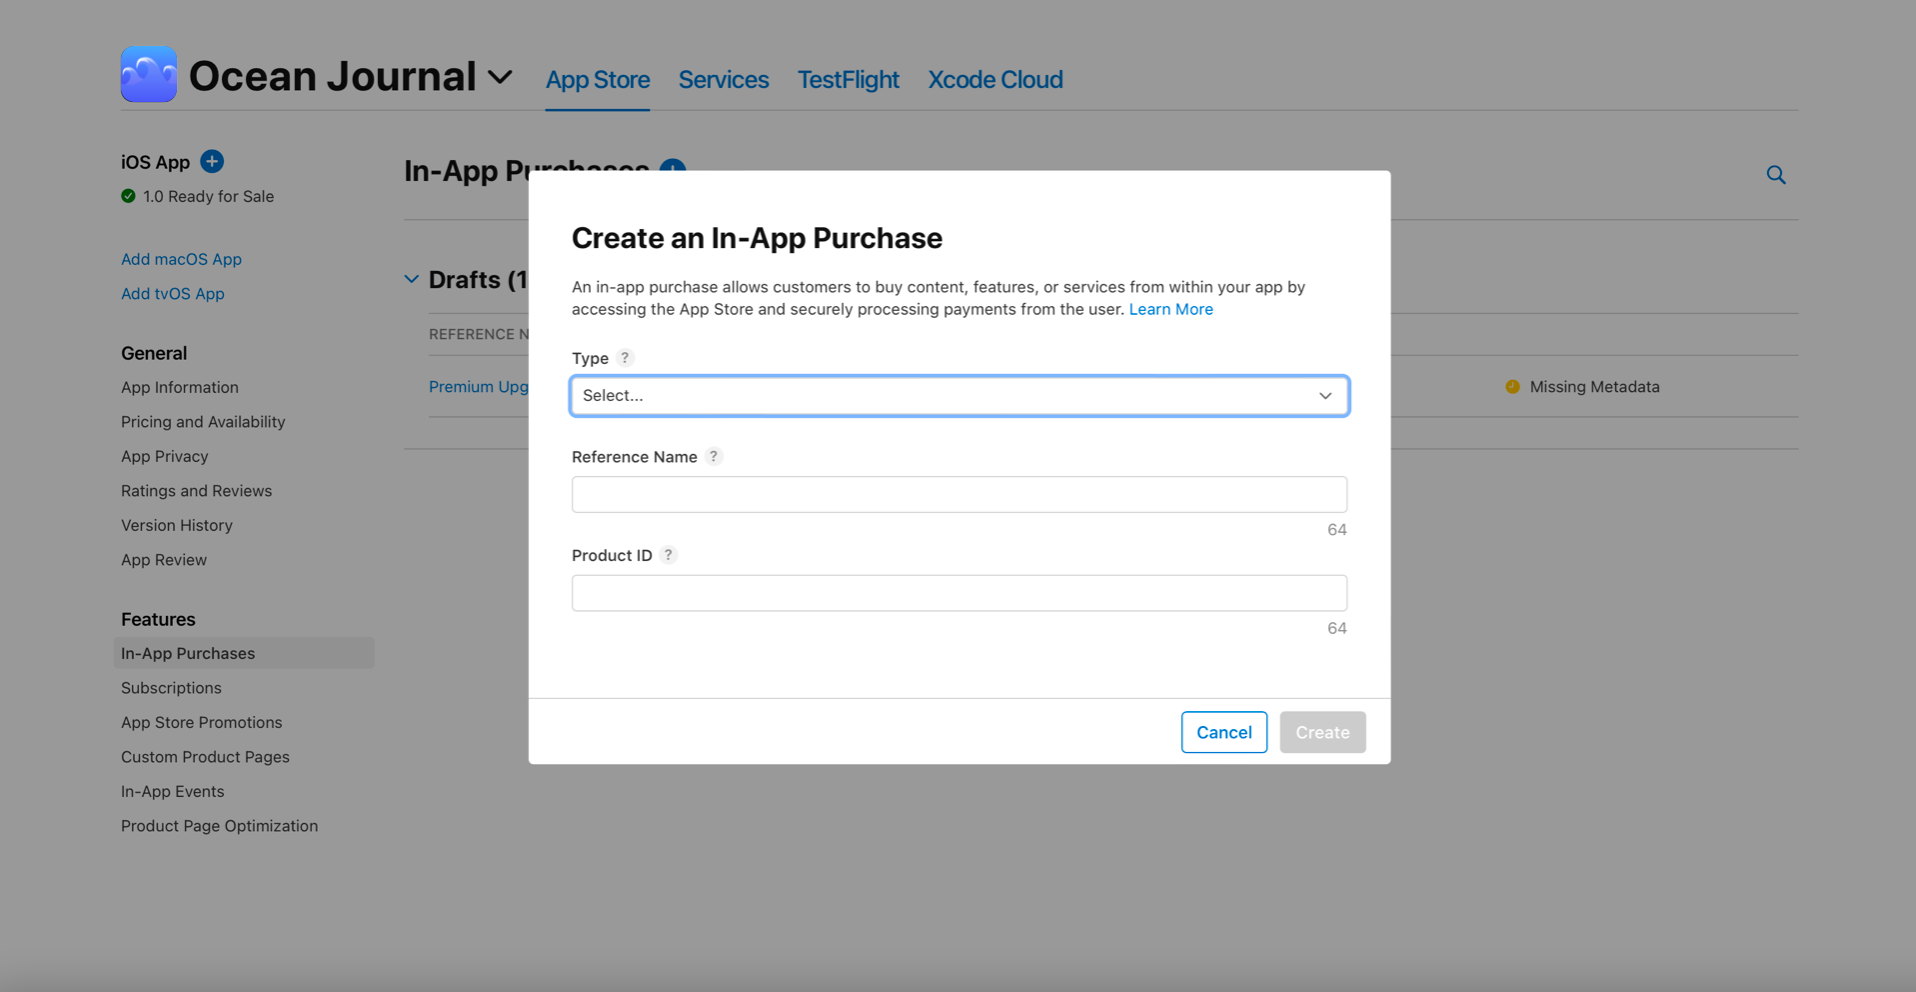 Ocean Journal
App Store
Services
TestFlight
Xcode Cloud
iOS App
1.0 Ready for Sale
Add macOS App
Add tvOS App
General
App Information
Pricing and Availability
App Privacy
Ratings and Reviews
Version History
App Review
Features
In-App Purchases
Subscriptions
App Store Promotions
Custom Product Pages
In-App Events
Product Page Optimization
In-App Purchases
Drafts (1
REFERENCE N
Premium Upg
Missing Metadata
Create an In-App Purchase
An in-app purchase allows customers to buy content, features, or services from within your app by
accessing the App Store and securely processing payments from the user. Learn More
Type ?
Select...
Reference Name ?
64
Product ID ?
64
Cancel
Create